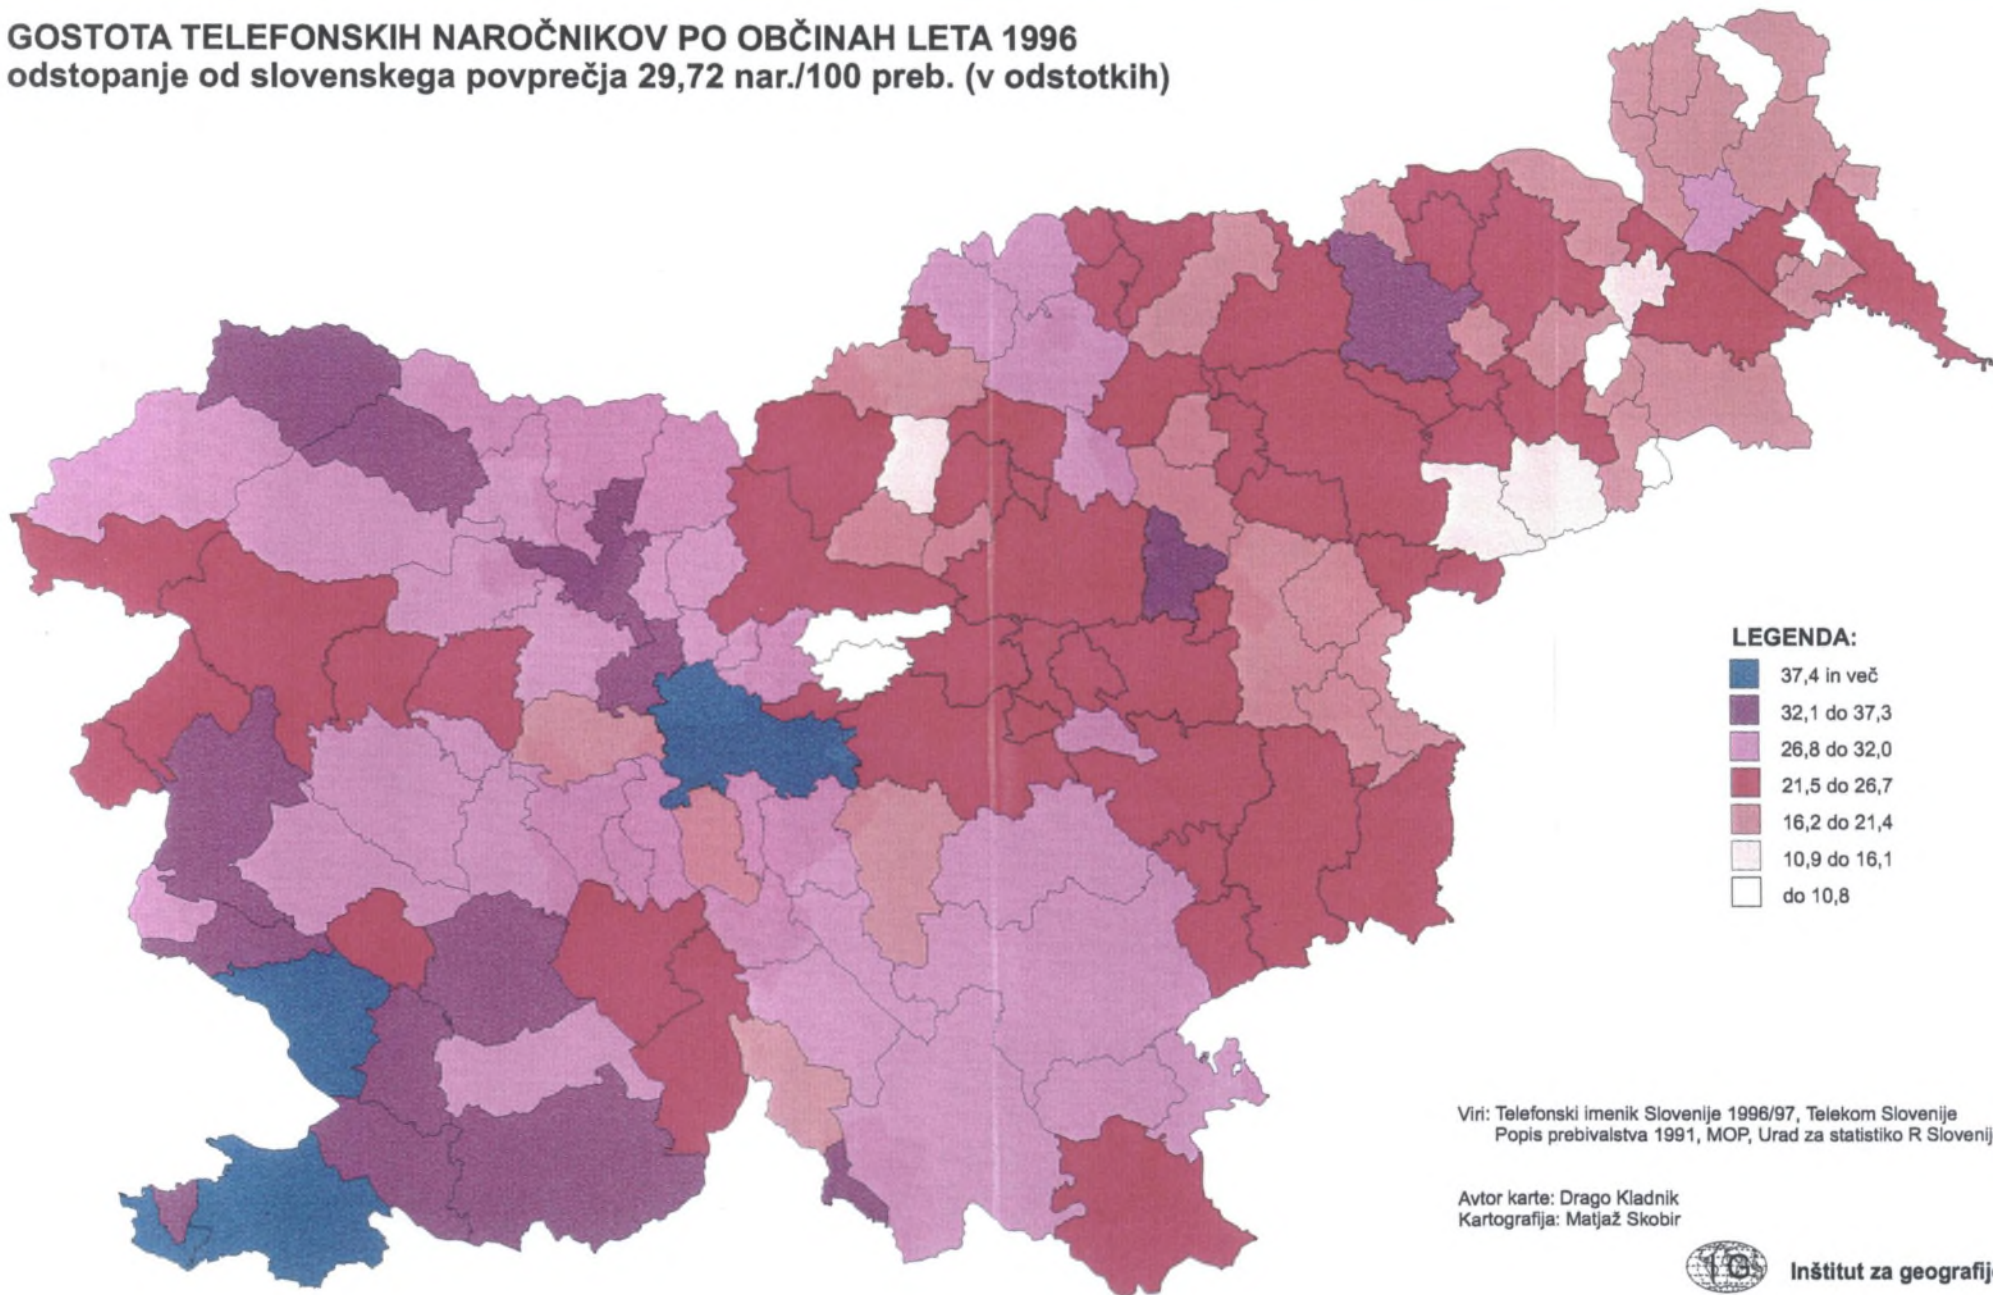 GOSTOTA TELEFONSKIH NAROČNIKOV PO OBČINAH LETA 1996
odstopanje od slovenskega povprečja 29,72 nar./100 preb. (v odstotkih)
LEGENDA:
37,4 in več
32,1 do 37,3
26,8 do 32,0
21,5 do 26,7
16,2 do 21,4
10,9 do 16,1
do 10,8
Viri: Telefonski imenik Slovenije 1996/97, Telekom Slovenije
Popis prebivalstva 1991, MOP, Urad za statistiko R Slovenij
Avtor karte: Drago Kladnik
Kartografija: Matjaž Skobir
Inštitut za geografij